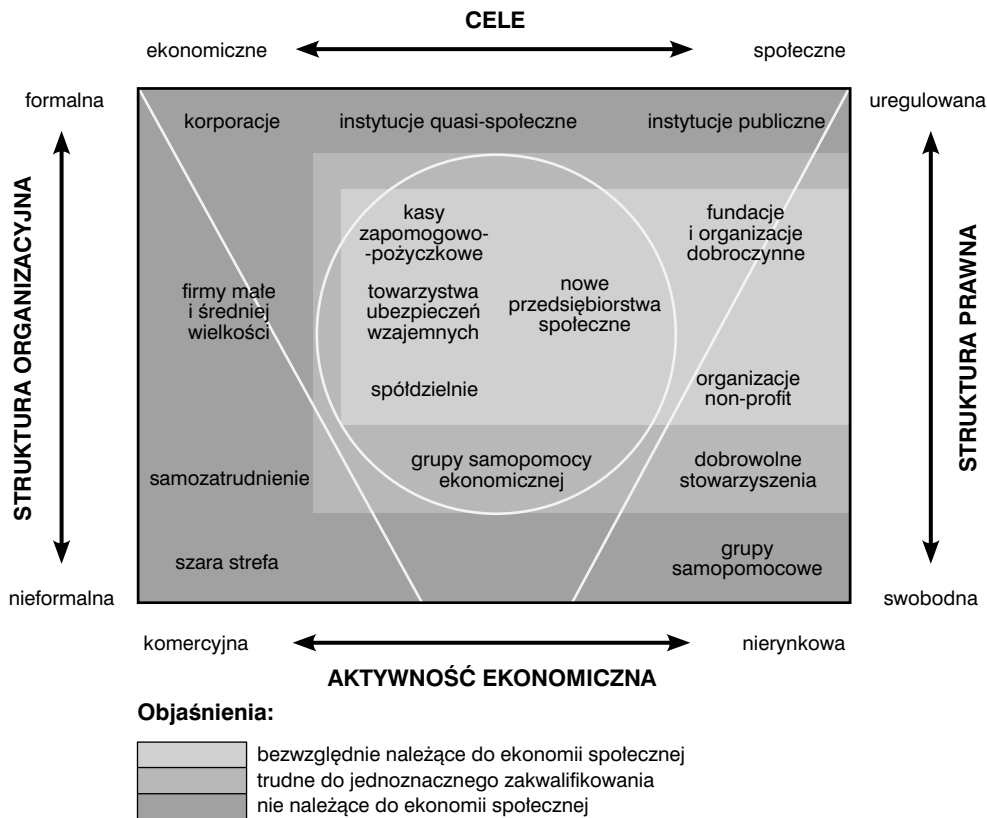 CELE
ekonomiczne
społeczne
formalna
uregulowana
STRUKTURA ORGANIZACYJNA
STRUKTURA PRAWNA
korporacje
instytucje quasi-społeczne
instytucje publiczne
kasy
zapomogowo-
-pożyczkowe
fundacje
i organizacje
dobroczynne
firmy małe
i średniej
wielkości
towarzystwa
ubezpieczeń
wzajemnych
nowe
przedsiębiorstwa
społeczne
spółdzielnie
organizacje
non-profit
samozatrudnienie
grupy samopomocy
ekonomicznej
dobrowolne
stowarzyszenia
szara strefa
grupy
samopomocowe
nieformalna
swobodna
komercyjna
nierynkowa
AKTYWNOŚĆ EKONOMICZNA
Objaśnienia:
bezwzględnie należące do ekonomii społecznej
trudne do jednoznacznego zakwalifikowania
nie należące do ekonomii społecznej